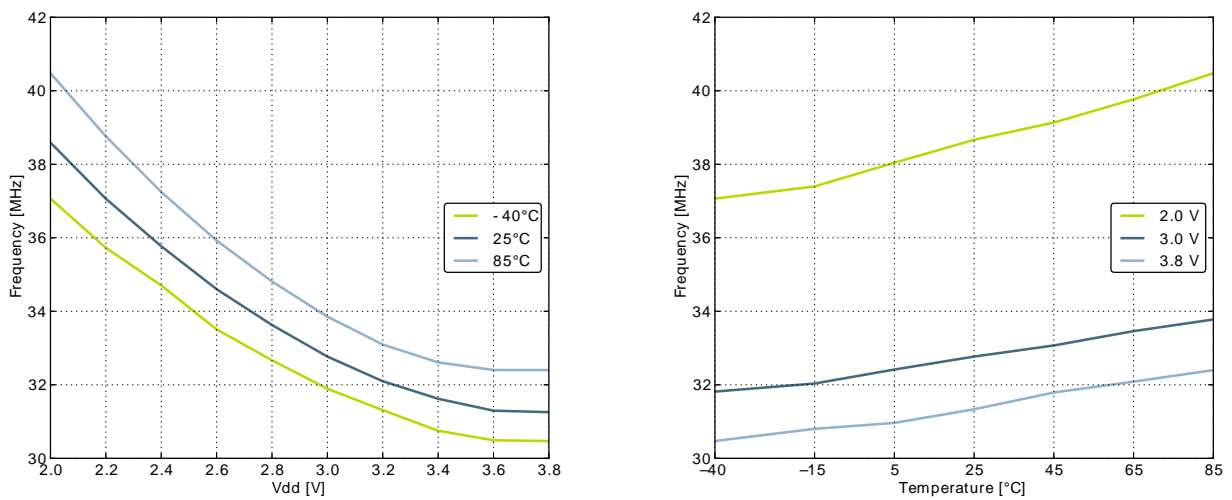 42
40
38
36
34
32
30
Frequency [MHz]
- 40°C
25°C
85°C
2.0 2.2 2.4 2.6 2.8 3.0 3.2 3.4 3.6 3.8
Vdd [V]
42
40
38
36
34
32
30
Frequency [MHz]
2.0 V
3.0 V
3.8 V
–40 –15 5 25 45 65 85
Temperature [°C]